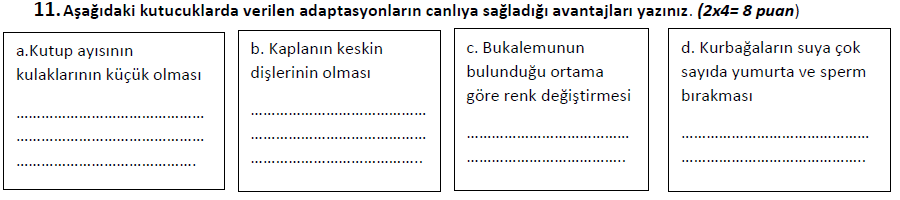 11. Aşağıdaki kutucuklarda verilen adaptasyonların canlıya sağladığı avantajları yazınız. (2x4= 8 puan)
a.Kutup ayısının
kulaklarının küçük olması
………………………………………
………………………………………
…………………………………….
b. Kaplanın keskin
dişlerinin olması
……………………………………
……………………………………
…………………………………..
c. Bukalemunun
bulunduğu ortama
göre renk değiştirmesi
…………………………………
………………………………..
d. Kurbağaların suya çok
sayıda yumurta ve sperm
bırakması
………………………………………
……………………………………..